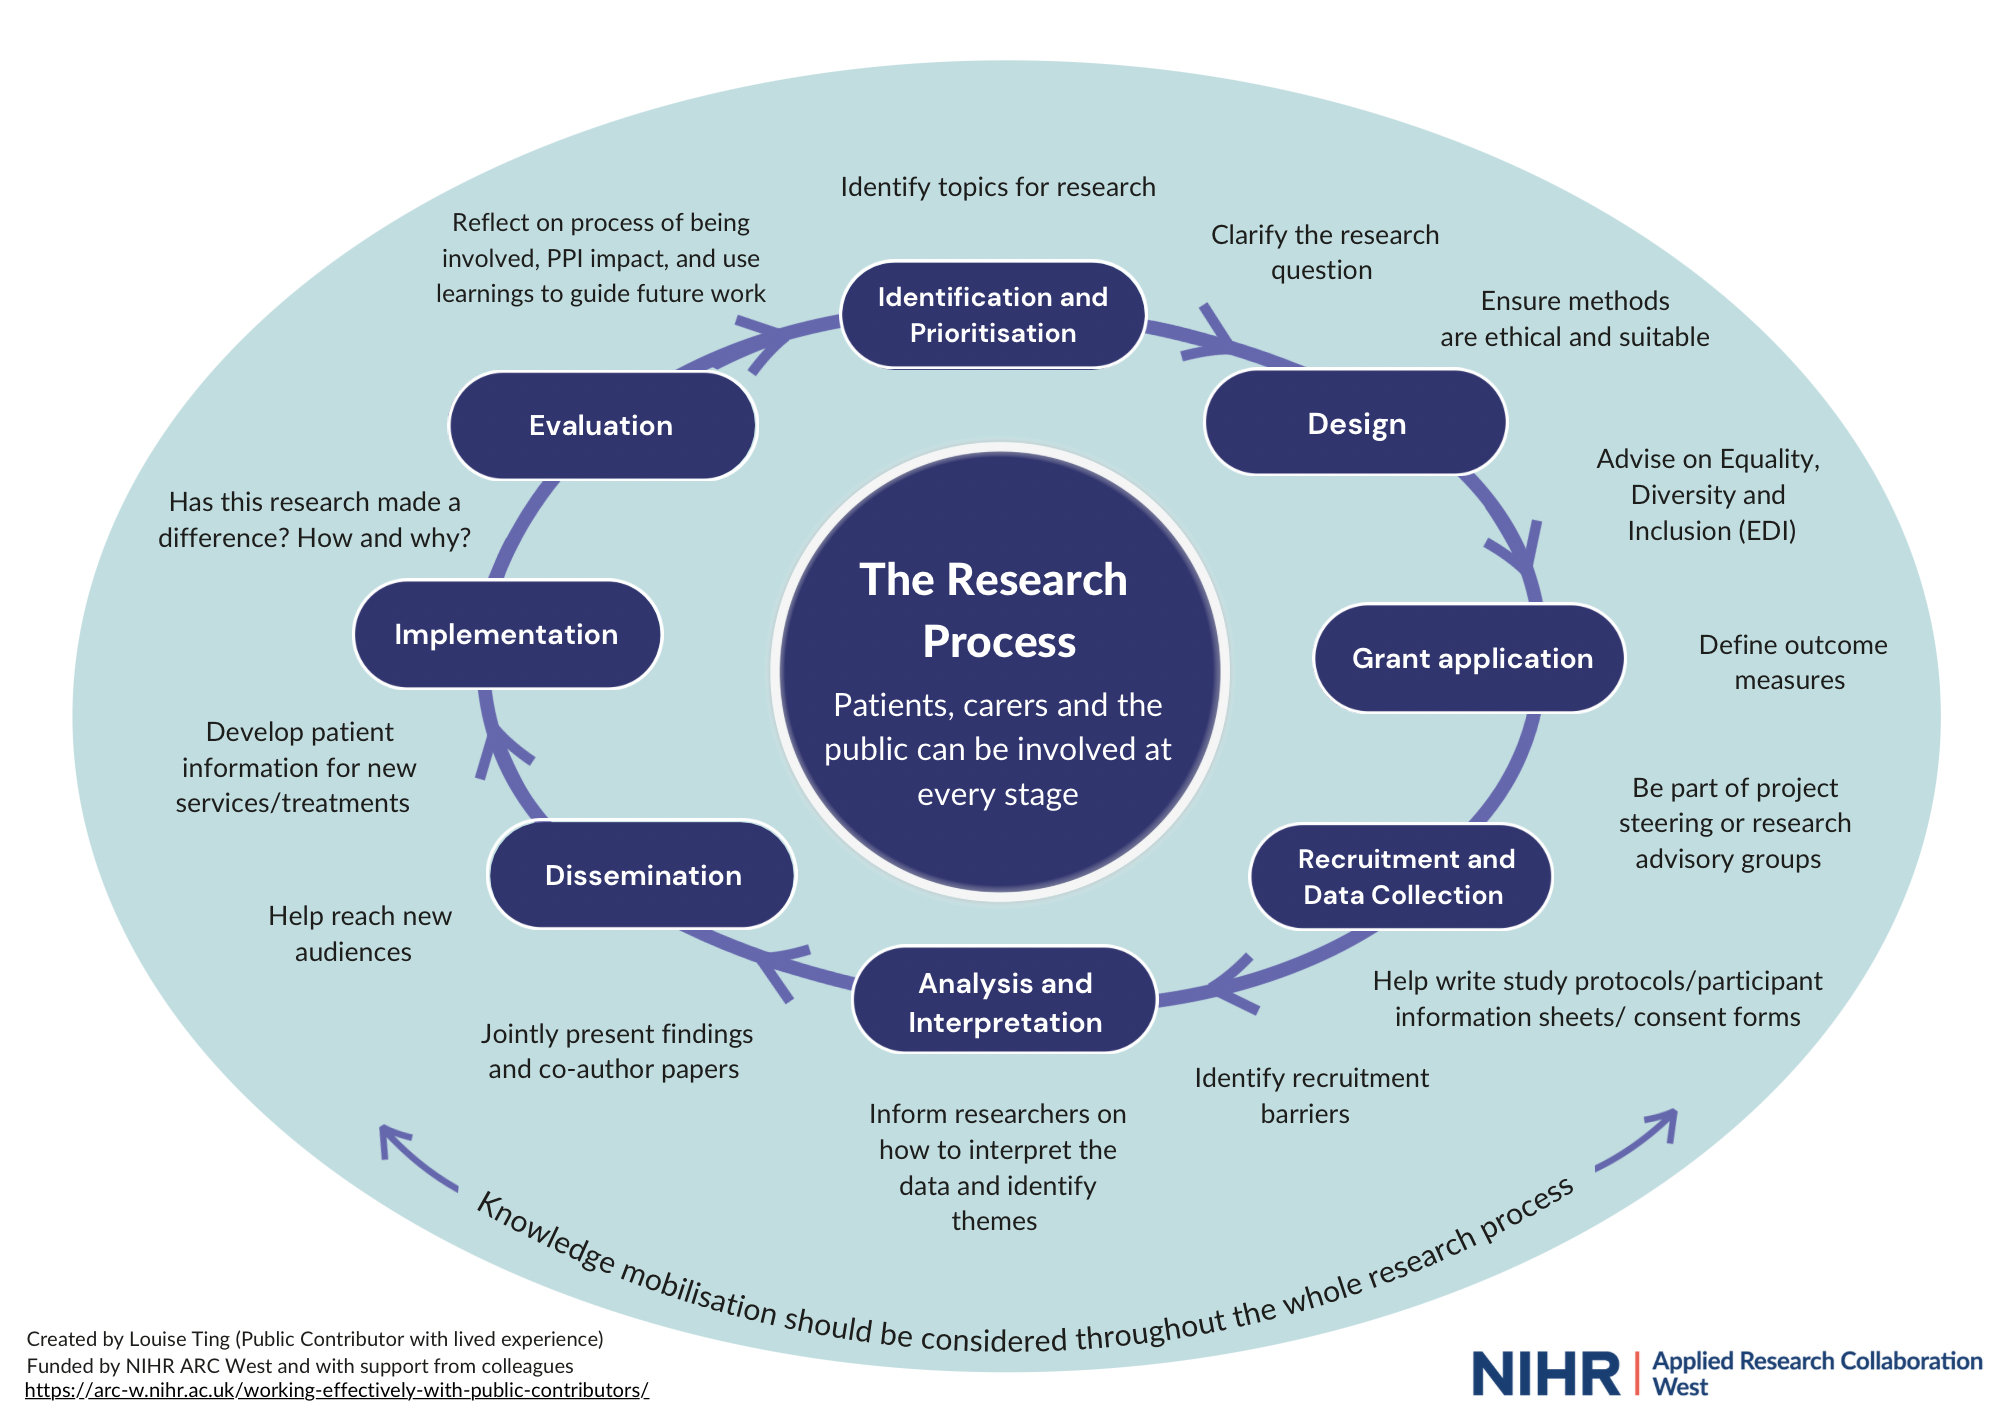 Identify topics for research
Reflect on process of being
involved, PPI impact, and use
learnings to guide future work
Clarify the research
question
Identification and
Prioritisation
Ensure methods
are ethical and suitable
Evaluation
Design
Advise on Equality,
Diversity and
Inclusion (EDI)
Has this research made a
difference? How and why?
The Research
Process
Patients, carers and the
public can be involved at
every stage
Implementation
Grant application
Define outcome
measures
Develop patient
information for new
services/treatments
Be part of project
steering or research
advisory groups
Dissemination
Recruitment and
Data Collection
Help reach new
audiences
Analysis and
Interpretation
Help write study protocols/participant
information sheets/ consent forms
Jointly present findings
and co-author papers
Identify recruitment
barriers
Inform researchers on
how to interpret the
data and identify
themes
Knowledge mobilisation should be considered throughout the whole research process
Created by Louise Ting (Public Contributor with lived experience)
Funded by NIHR ARC West and with support from colleagues
https://arc-w.nihr.ac.uk/working-effectively-with-public-contributors/
NIHR | Applied Research Collaboration
West